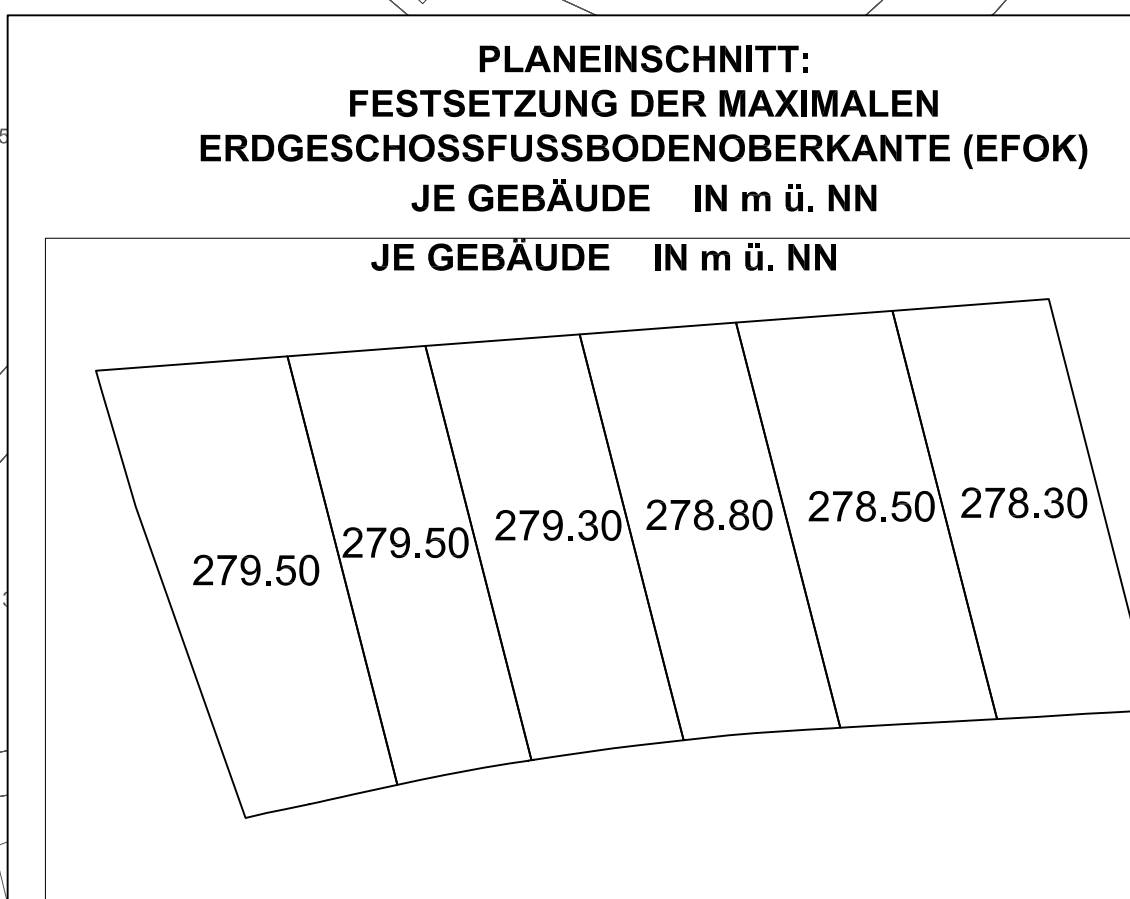 PLANEINSCHNITT:
FESTSETZUNG DER MAXIMALEN
ERDGESCHOSSFUSSBODENOBERKANTE (EFOK)
JE GEBÄUDE IN m ü. NN
JE GEBÄUDE IN m ü. NN
279.50
279.50
279.30
278.80
278.50
278.30